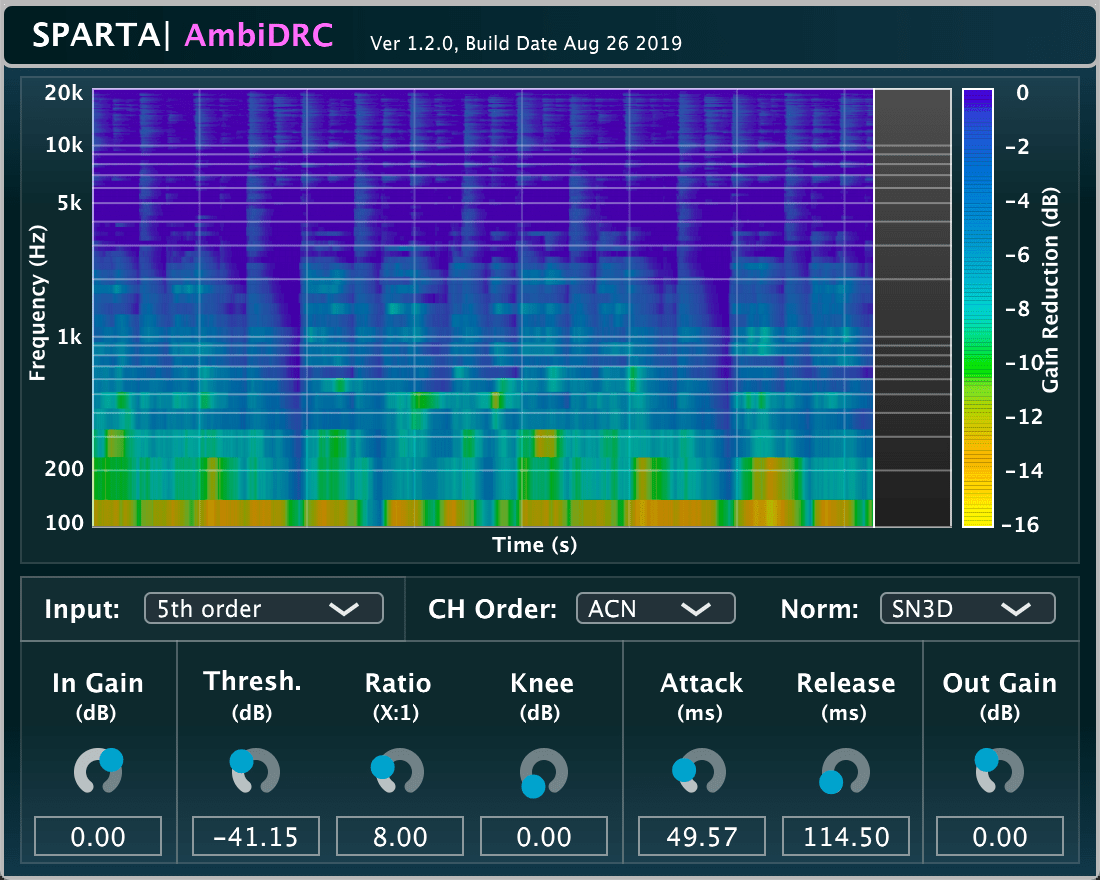 SPARTA| AmbiDRC Ver 1.2.0, Build Date Aug 26 2019
20k
10k
5k
1k
200
100
Frequency (Hz)
Time (s)
0
-2
-4
-6
-8
-10
-12
-14
-16
Gain Reduction (dB)
Input: 5th order CH Order: ACN Norm: SN3D
In Gain Thresh. Ratio Knee Attack Release Out Gain
(dB) (dB) (X:1) (dB) (ms) (ms) (dB)
0.00 -41.15 8.00 0.00 49.57 114.50 0.00